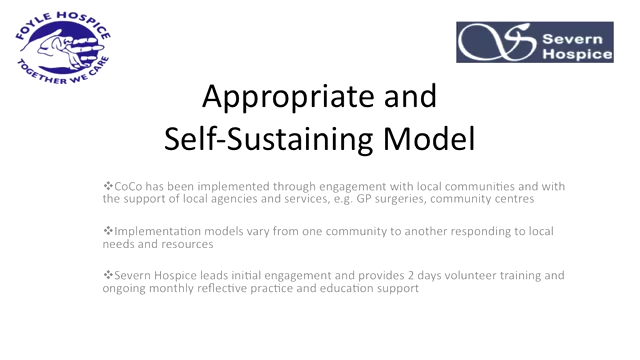 FOYLE HOSPICE
TOGETHER WE CARE
Severn
Hospice
Appropriate and
Self-Sustaining Model
❖CoCo has been implemented through engagement with local communities and with
the support of local agencies and services, e.g. GP surgeries, community centres
❖Implementation models vary from one community to another responding to local
needs and resources
❖Severn Hospice leads initial engagement and provides 2 days volunteer training and
ongoing monthly reflective practice and education support